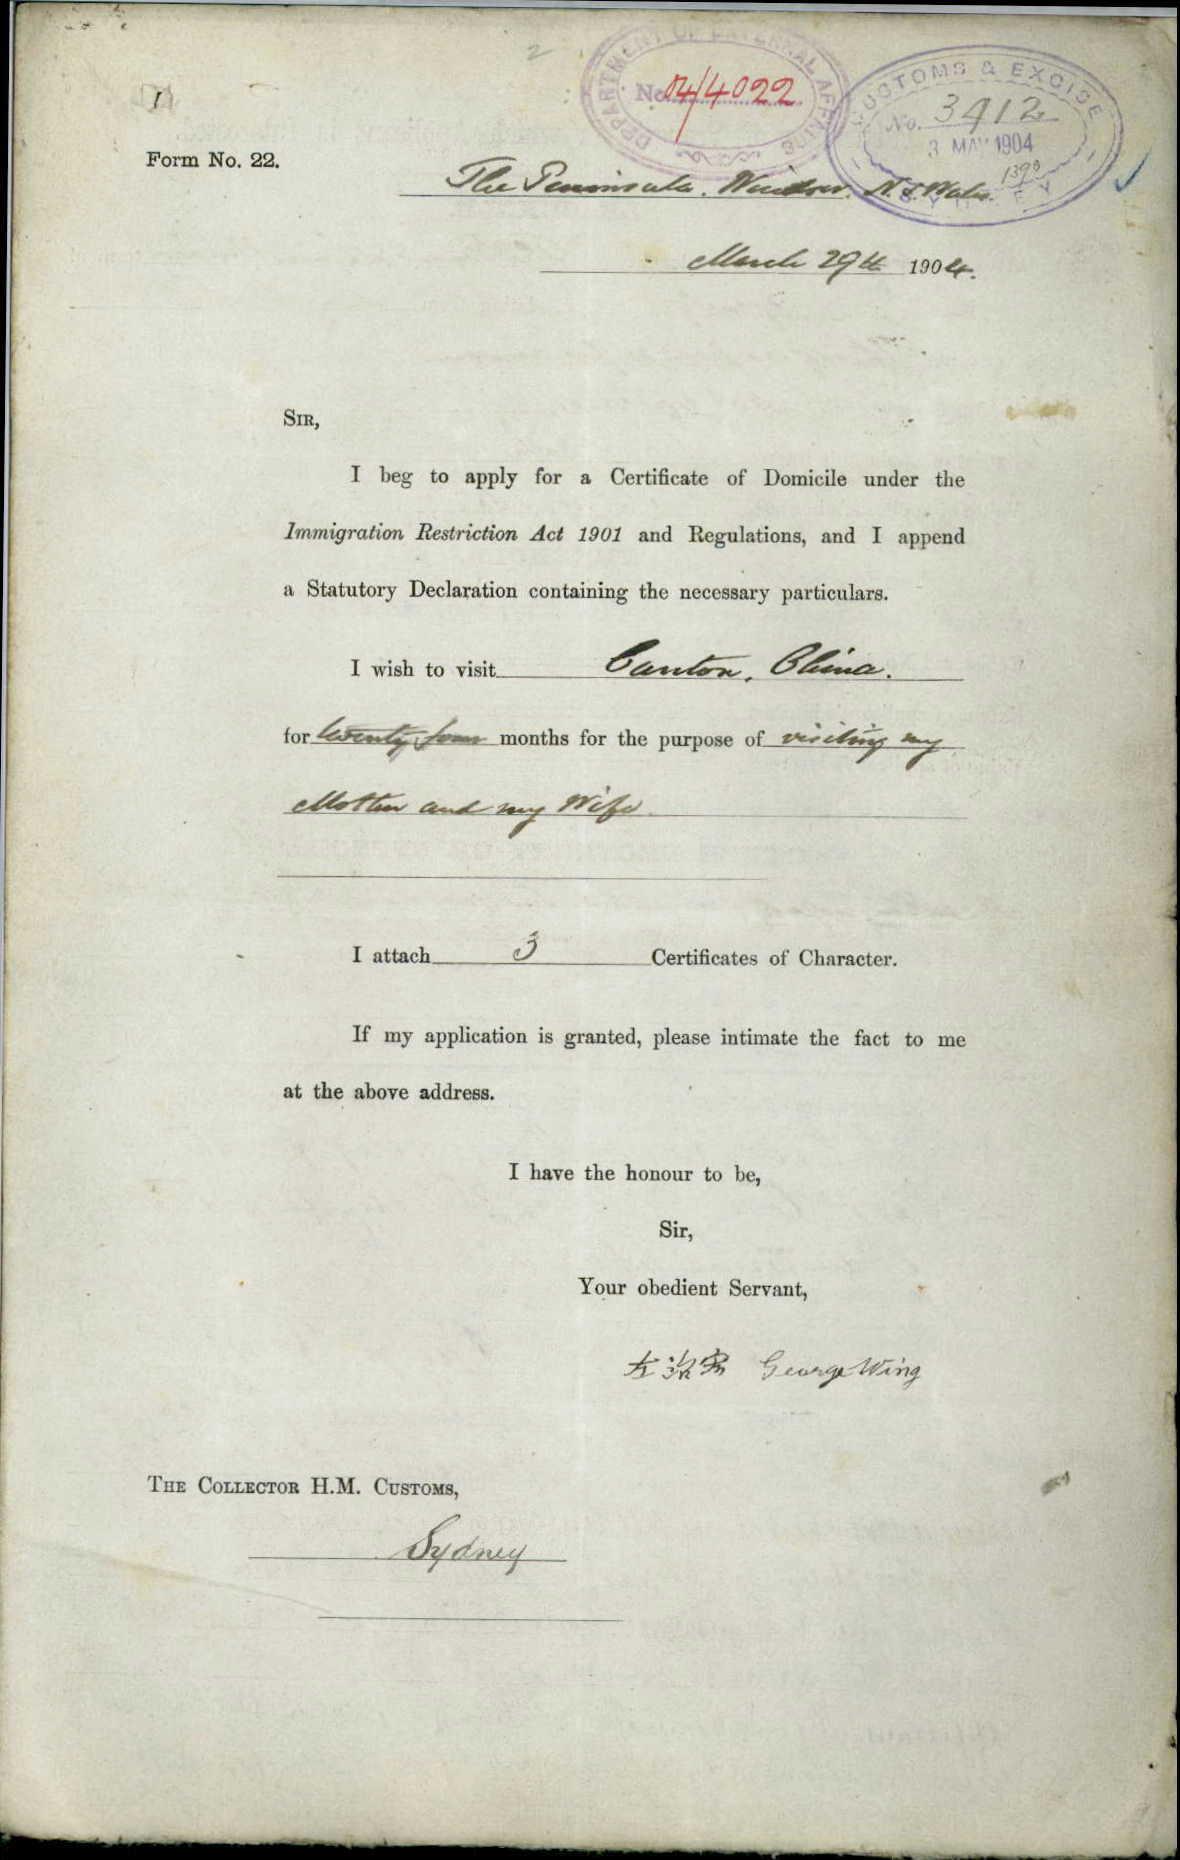 2
DEPARTMENT OF EXTERNAL AFFAIRS
No. 04/4022
CUSTOMS & EXCISE
No. 3912
3 MAY 1904
1390
SYDNEY
1
Form No. 22.
The Peninsula. Windsor. N.S. Wales.
March 29th 1904.
SIR,
I beg to apply for a Certificate of Domicile under the
Immigration Restriction Act 1901 and Regulations, and I append
a Statutory Declaration containing the necessary particulars.
I wish to visit Canton, China.
for twenty four months for the purpose of visiting my
Mother and my Wife.
I attach 3 Certificates of Character.
If my application is granted, please intimate the fact to me
at the above address.
I have the honour to be,
Sir,
Your obedient Servant,
George Wing
THE COLLECTOR H.M. CUSTOMS,
Sydney